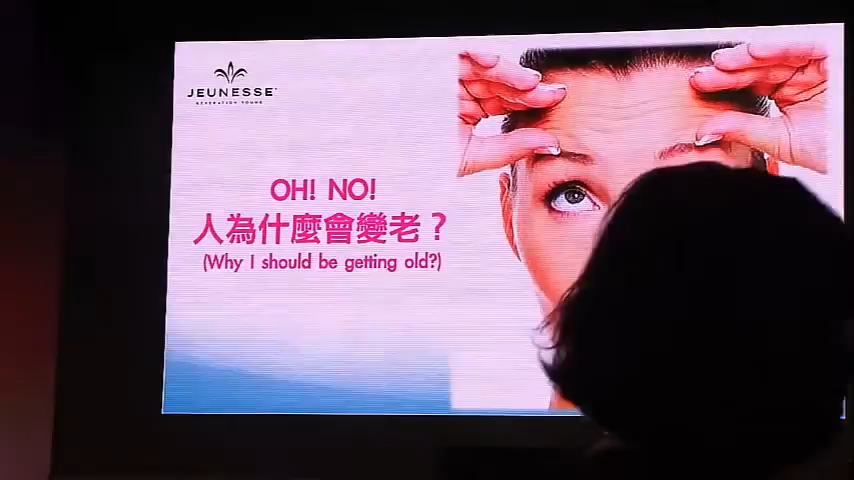 JEUNESSE
GENERATION YOUNG
OH! NO!
人為什麼會變老？
(Why I should be getting old?)